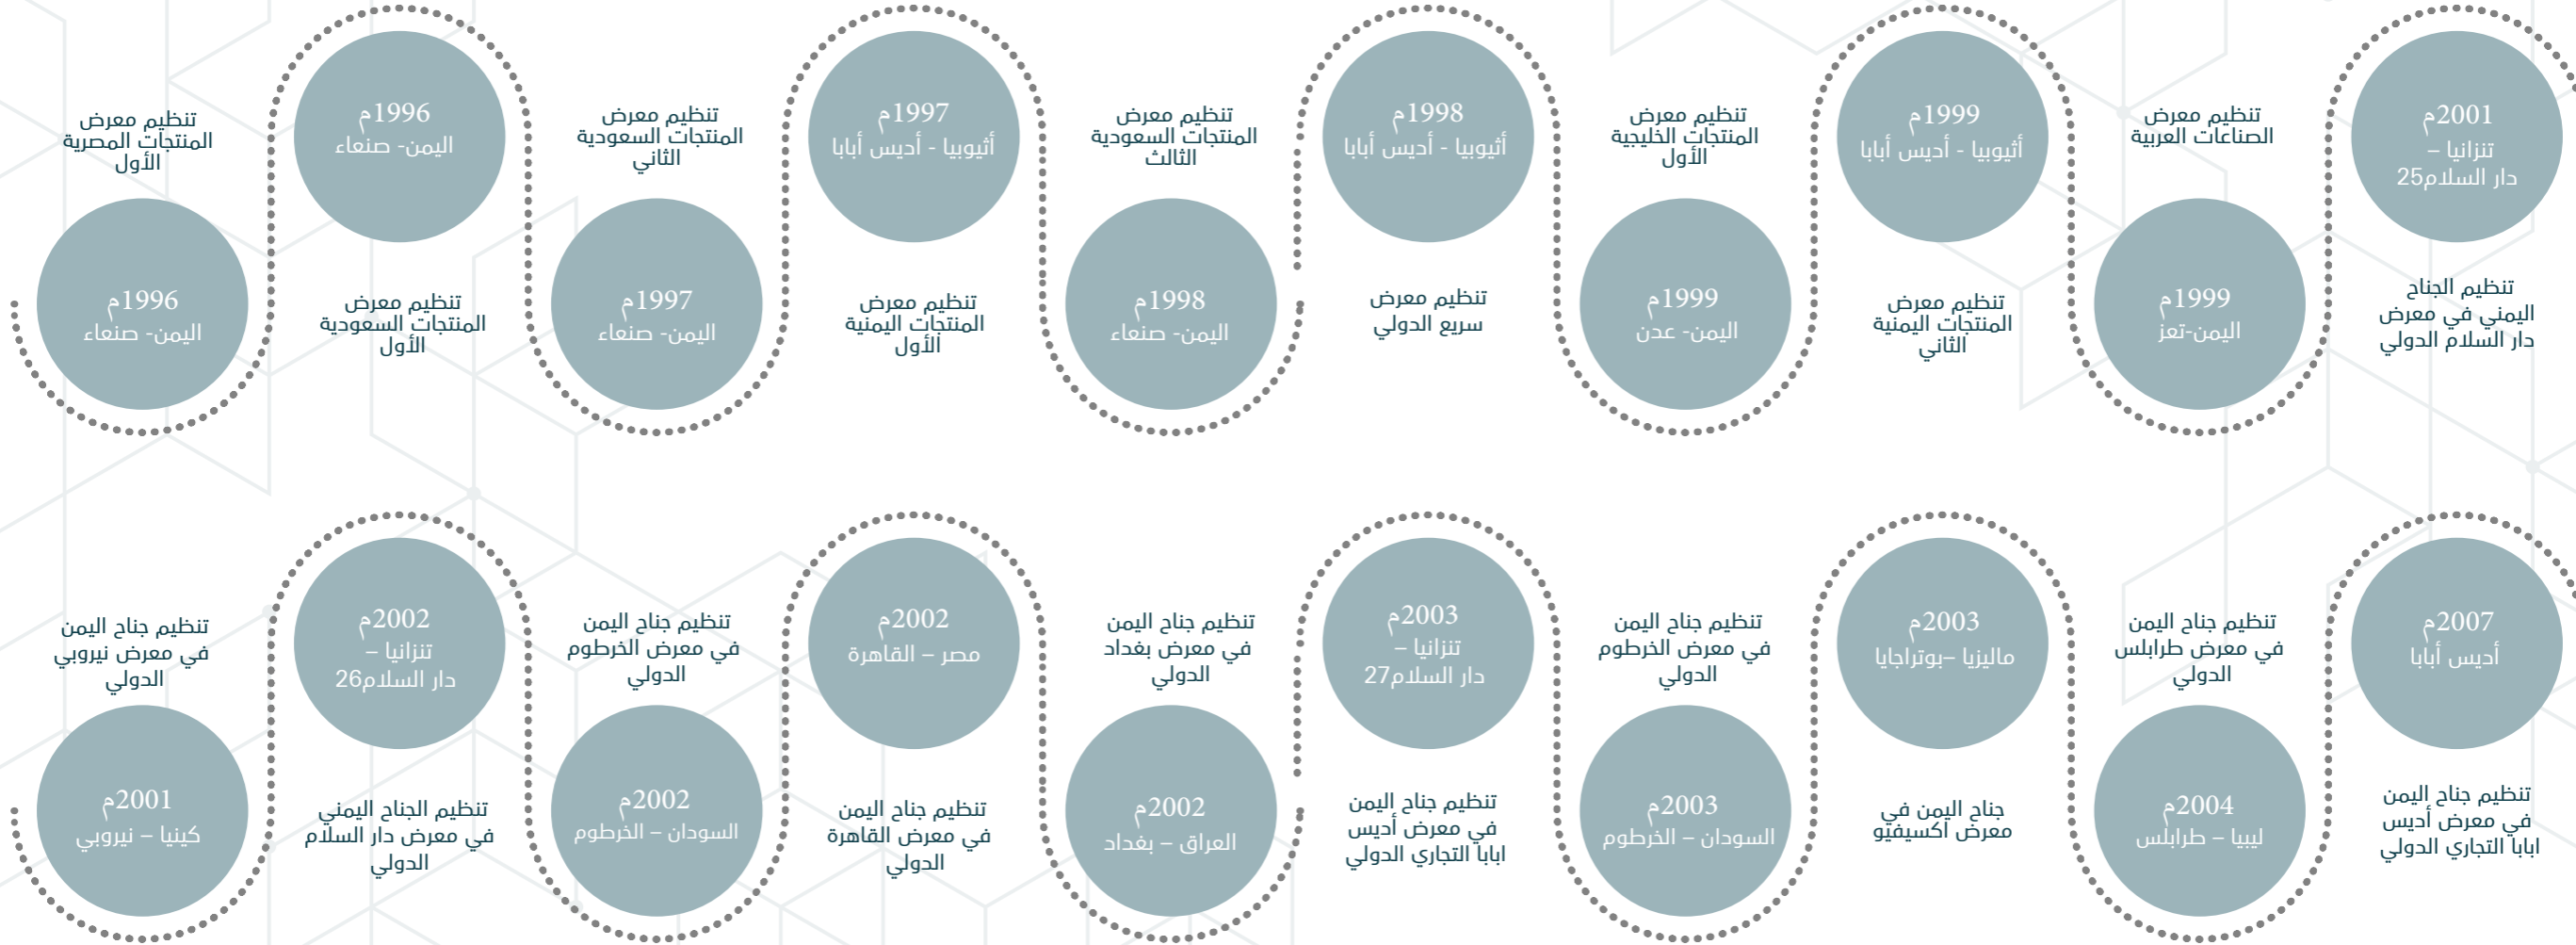 تنظيم معرض
المنتجات المصرية
الأول
1996م
اليمن- صنعاء
1996م
اليمن- صنعاء
تنظيم معرض
المنتجات السعودية
الأول
تنظيم معرض
المنتجات السعودية
الثاني
1997م
اليمن- صنعاء
1997م
أثيوبيا - أديس أبابا
تنظيم معرض
المنتجات اليمنية
الأول
تنظيم معرض
المنتجات السعودية
الثالث
1998م
اليمن- صنعاء
1998م
أثيوبيا - أديس أبابا
تنظيم معرض
سريع الدولي
تنظيم معرض
المنتجات الخليجية
الأول
1999م
اليمن- عدن
1999م
أثيوبيا - أديس أبابا
تنظيم معرض
المنتجات اليمنية
الثاني
تنظيم معرض
الصناعات العربية
1999م
اليمن-تعز
2001م
تنزانيا –
دار السلام25
تنظيم الجناح
اليمني في معرض
دار السلام الدولي
تنظيم جناح اليمن
في معرض نيروبي
الدولي
2001م
كينيا – نيروبي
2002م
تنزانيا –
دار السلام26
تنظيم الجناح اليمني
في معرض دار السلام
الدولي
تنظيم جناح اليمن
في معرض الخرطوم
الدولي
2002م
السودان – الخرطوم
2002م
مصر – القاهرة
تنظيم جناح اليمن
في معرض القاهرة
الدولي
تنظيم جناح اليمن
في معرض بغداد
الدولي
2002م
العراق – بغداد
2003م
تنزانيا –
دار السلام27
تنظيم جناح اليمن
في معرض أديس
ابابا التجاري الدولي
تنظيم جناح اليمن
في معرض الخرطوم
الدولي
2003م
السودان – الخرطوم
2003م
ماليزيا –بوتراجايا
جناح اليمن في
معرض اكسيفيو
تنظيم جناح اليمن
في معرض طرابلس
الدولي
2004م
ليبيا – طرابلس
2007م
أديس أبابا
تنظيم جناح اليمن
في معرض أديس
ابابا التجاري الدولي